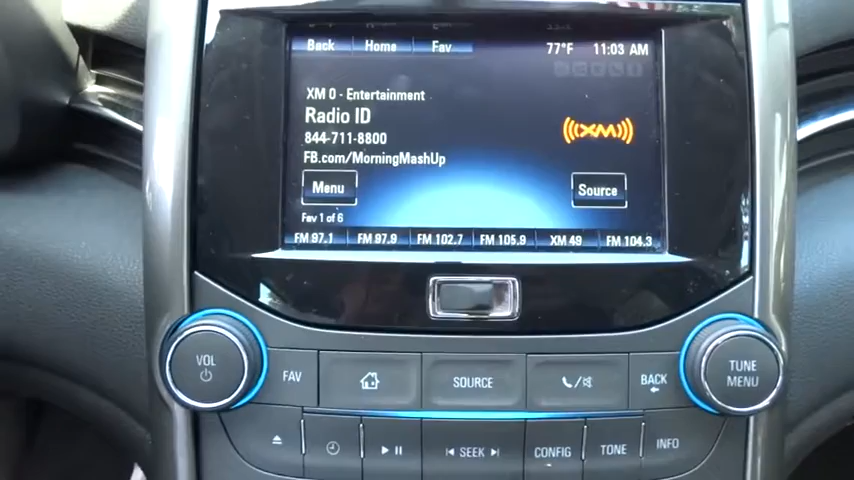 Back Home Fav 77°F 11:03 AM
XM 0 - Entertainment
Radio ID
844-711-8800
FB.com/MorningMashUp
XM
Menu Source
Fav 1 of 6
FM 97.1 FM 97.9 FM 102.7 FM 105.9 XM 49 FM 104.3
VOL FAV SOURCE BACK TUNE
MENU
SEEK CONFIG TONE INFO